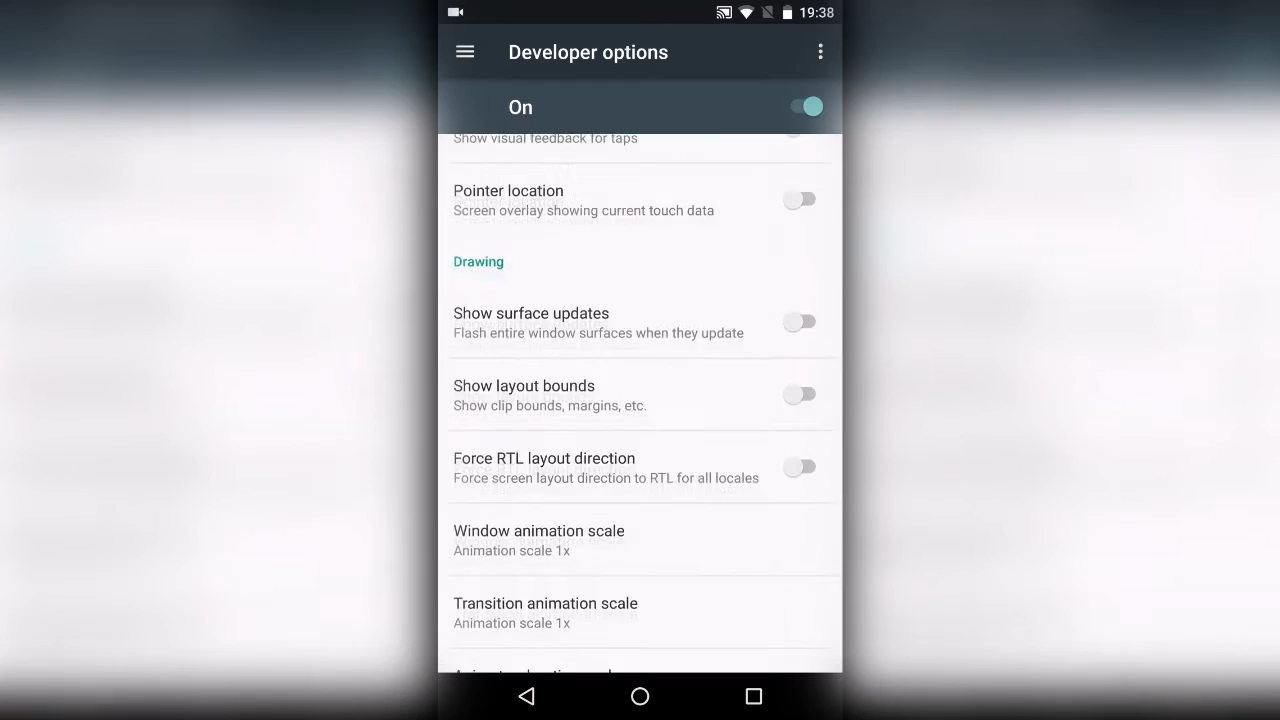 19:38
Developer options
On
Show visual feedback for taps
Pointer location
Screen overlay showing current touch data
Drawing
Show surface updates
Flash entire window surfaces when they update
Show layout bounds
Show clip bounds, margins, etc.
Force RTL layout direction
Force screen layout direction to RTL for all locales
Window animation scale
Animation scale 1x
Transition animation scale
Animation scale 1x